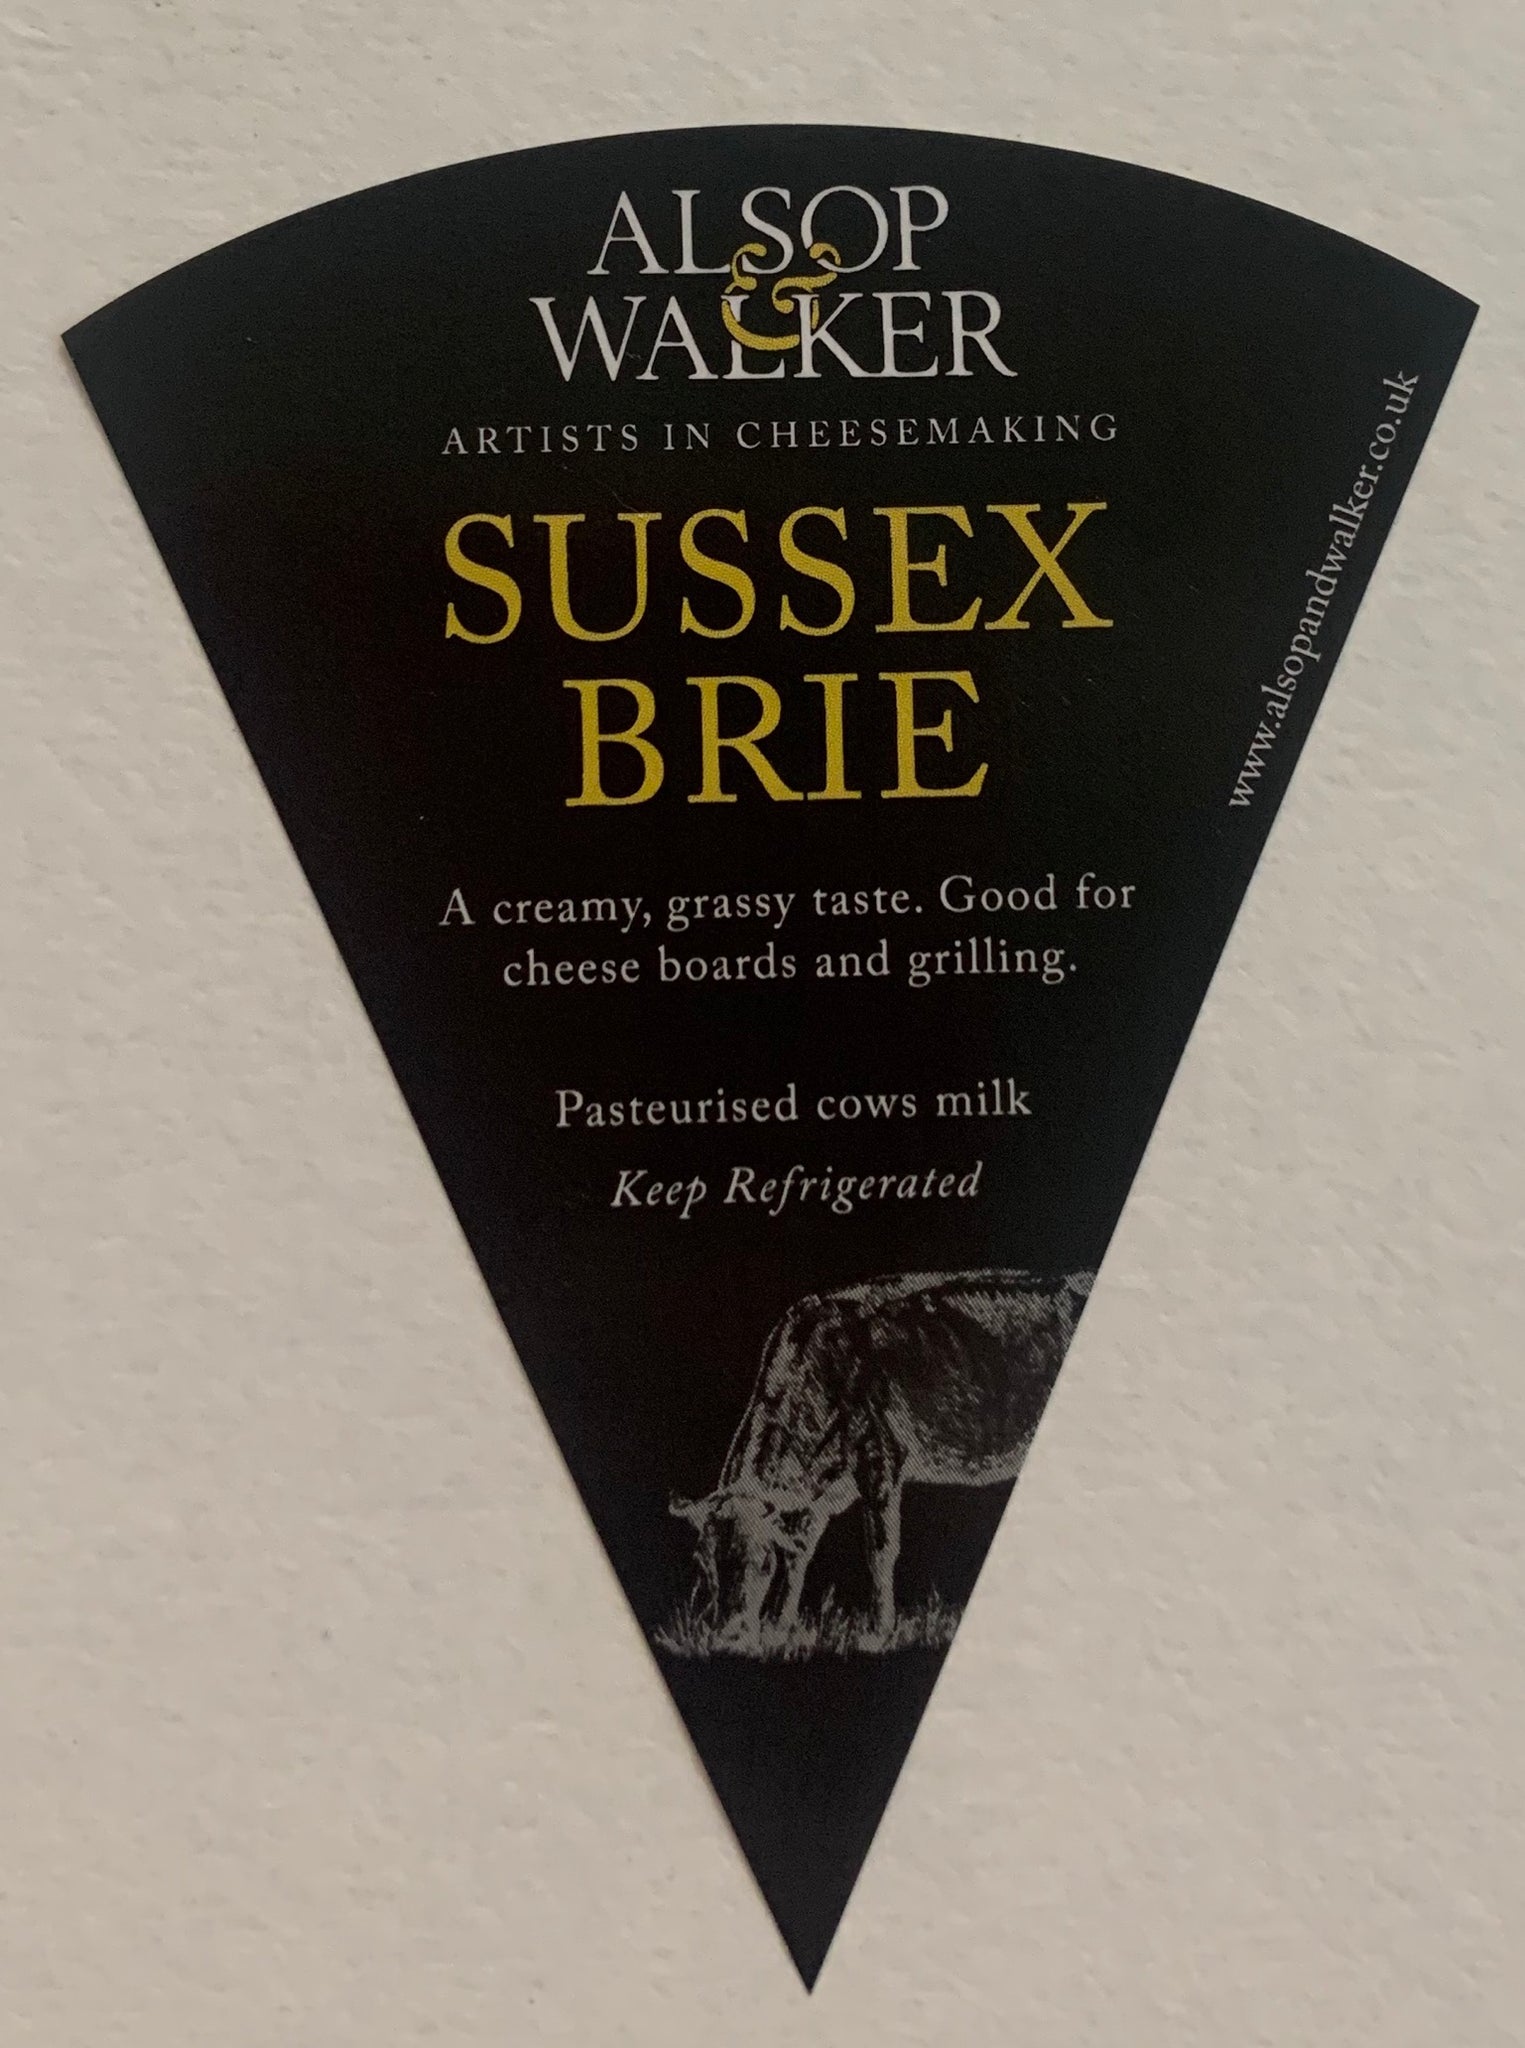 ALSOP
&
WALKER
ARTISTS IN CHEESEMAKING
SUSSEX
BRIE
A creamy, grassy taste. Good for
cheese boards and grilling.
Pasteurised cows milk
Keep Refrigerated
www.alsopandwalker.co.uk